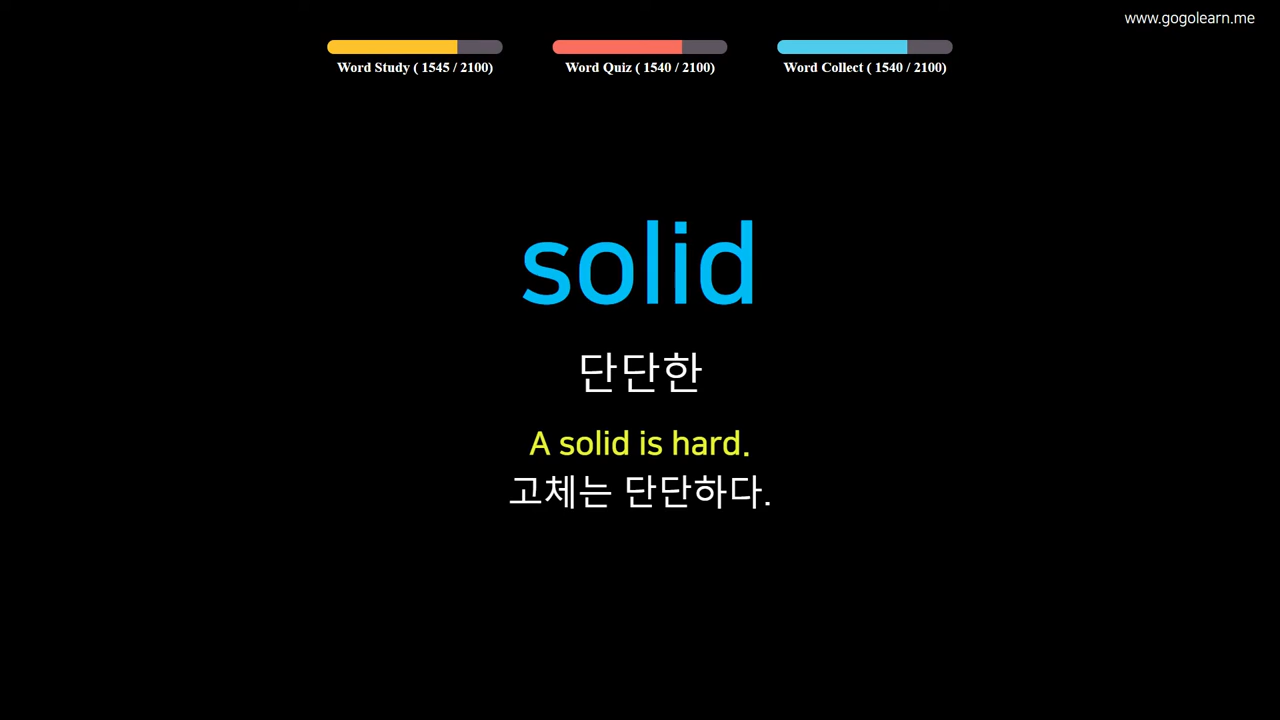 www.gogolearn.me
Word Study ( 1545 / 2100)
Word Quiz ( 1540 / 2100)
Word Collect ( 1540 / 2100)
solid
단단한
A solid is hard.
고체는 단단하다.